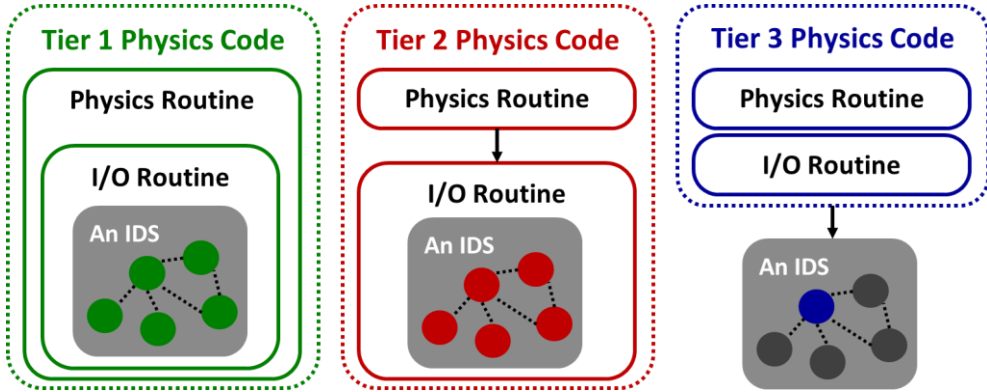 Tier 1 Physics Code
Physics Routine
I/O Routine
An IDS
Tier 2 Physics Code
Physics Routine
I/O Routine
An IDS
Tier 3 Physics Code
Physics Routine
I/O Routine
An IDS